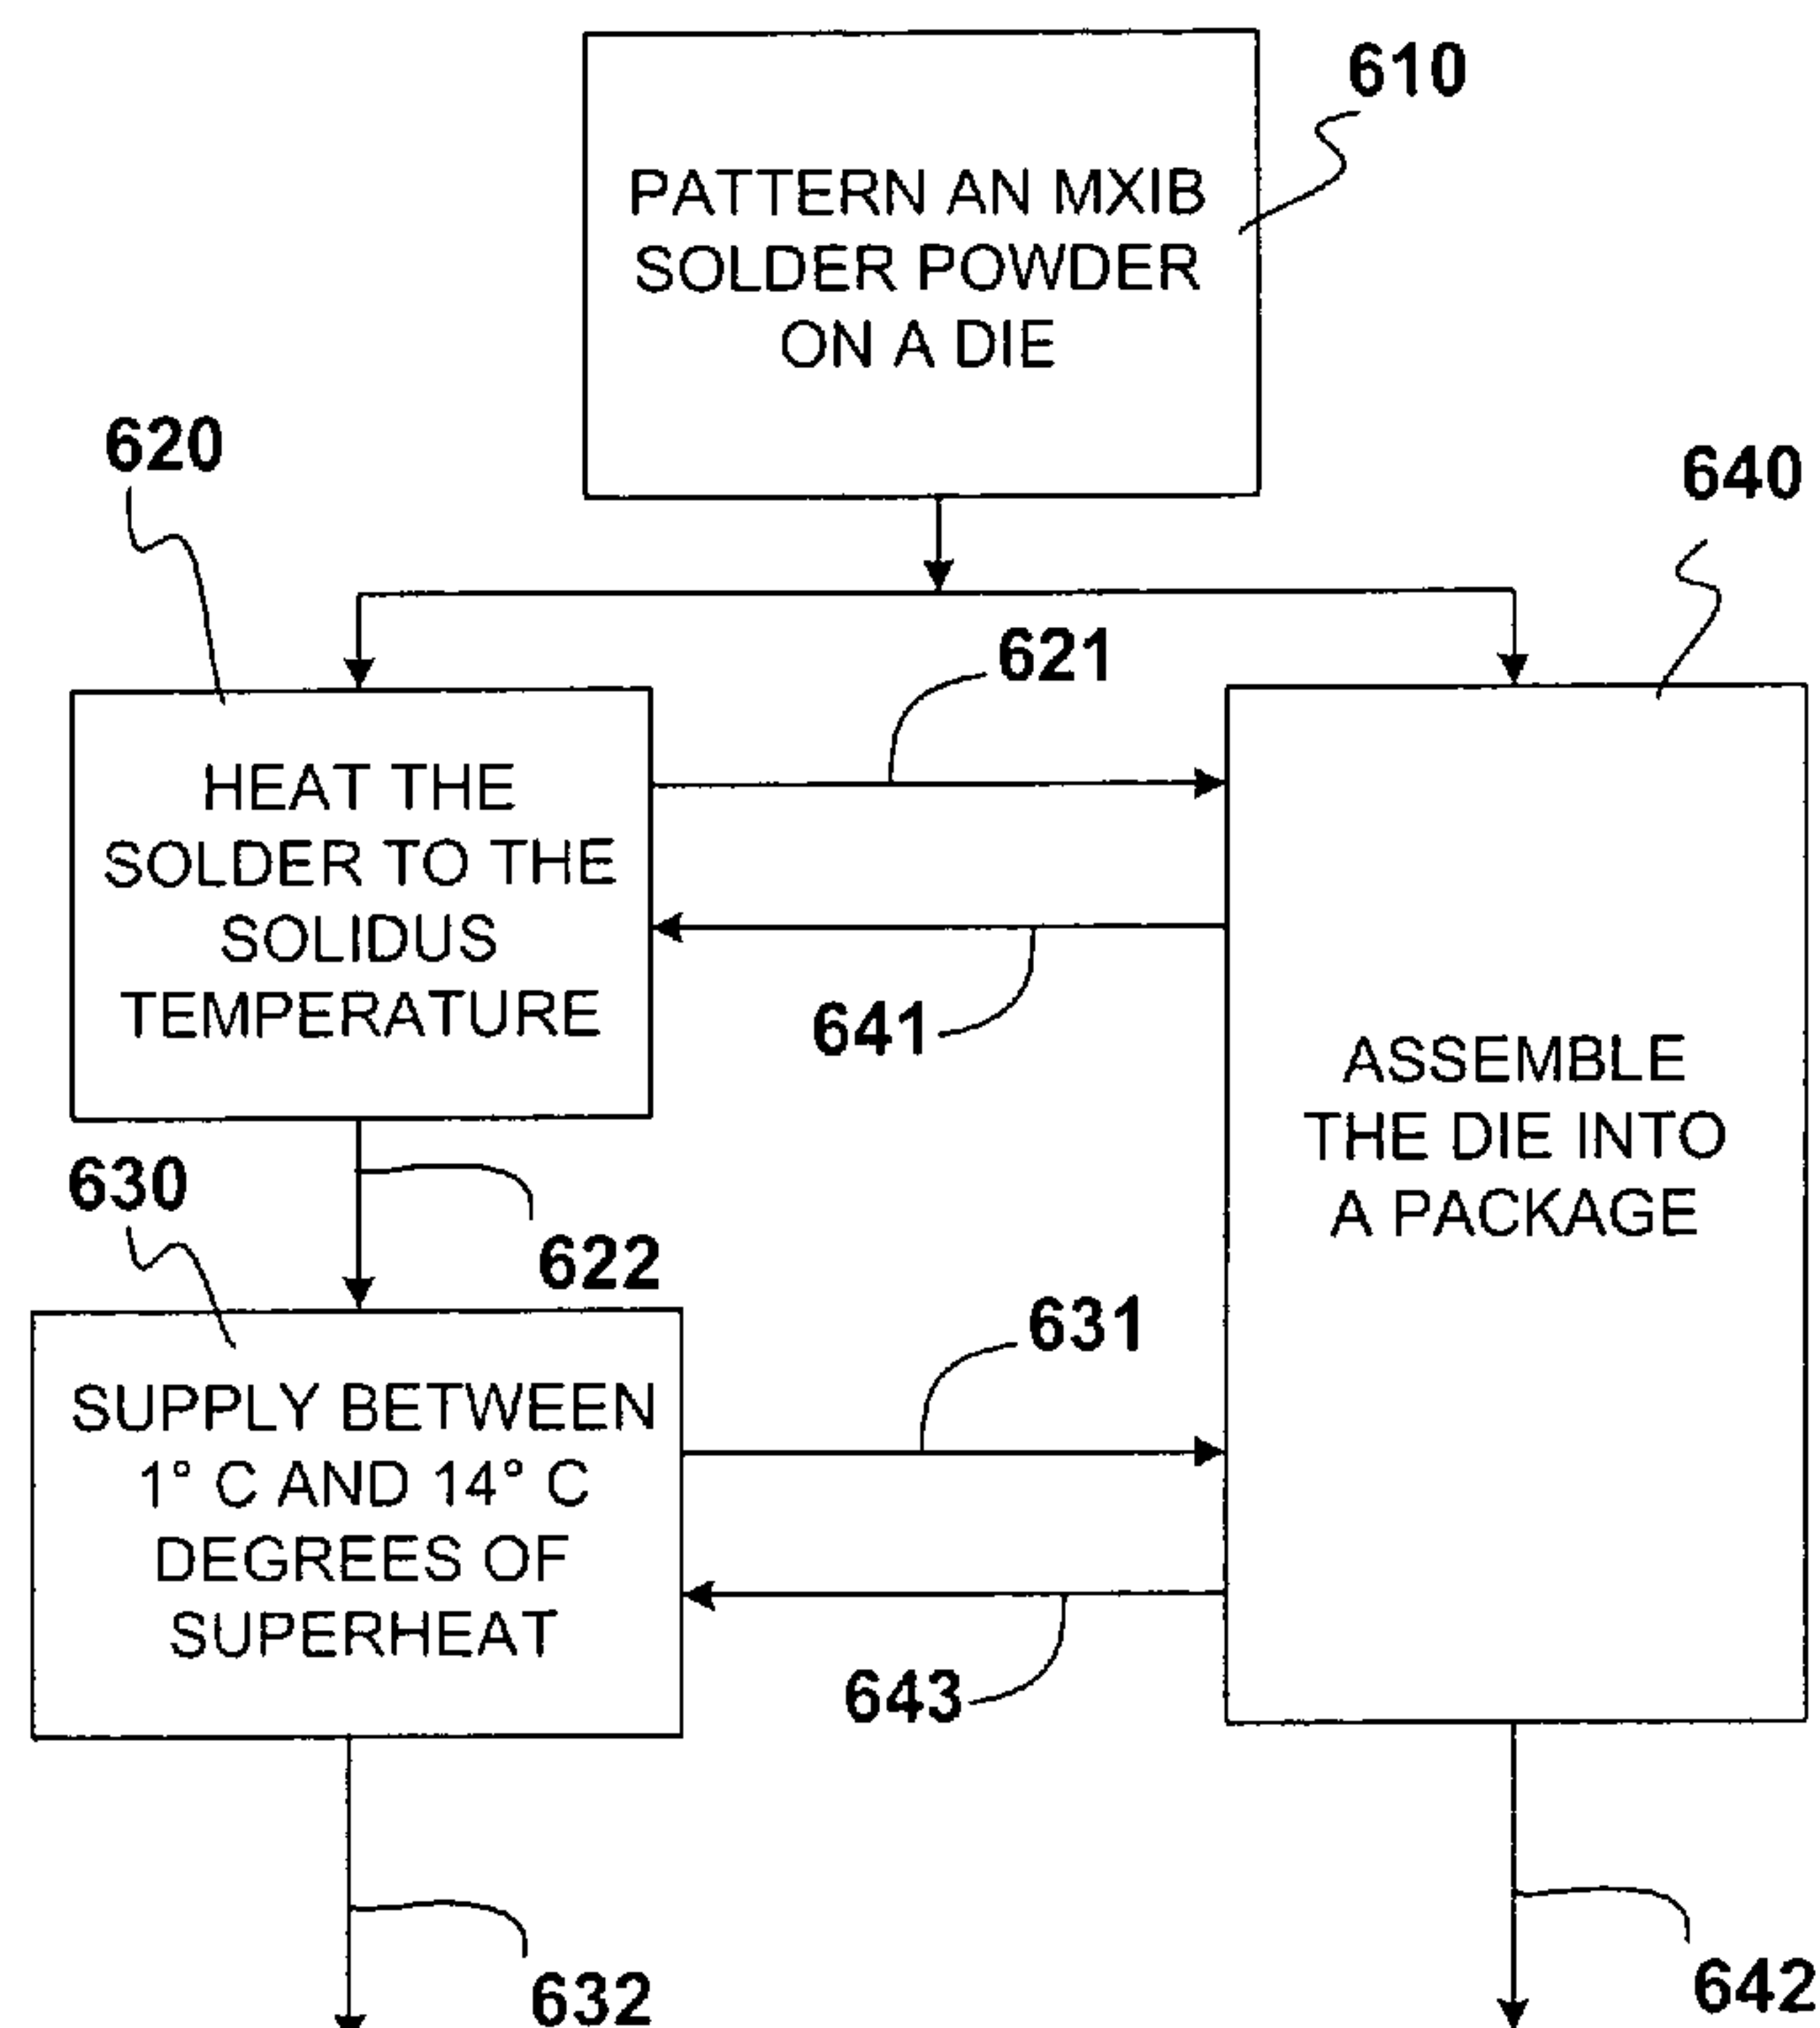 610
PATTERN AN MXIB
SOLDER POWDER
ON A DIE
620
640
621
HEAT THE
SOLDER TO THE
SOLIDUS
TEMPERATURE
641
ASSEMBLE
THE DIE INTO
A PACKAGE
630
622
631
SUPPLY BETWEEN
1° C AND 14° C
DEGREES OF
SUPERHEAT
643
632
642